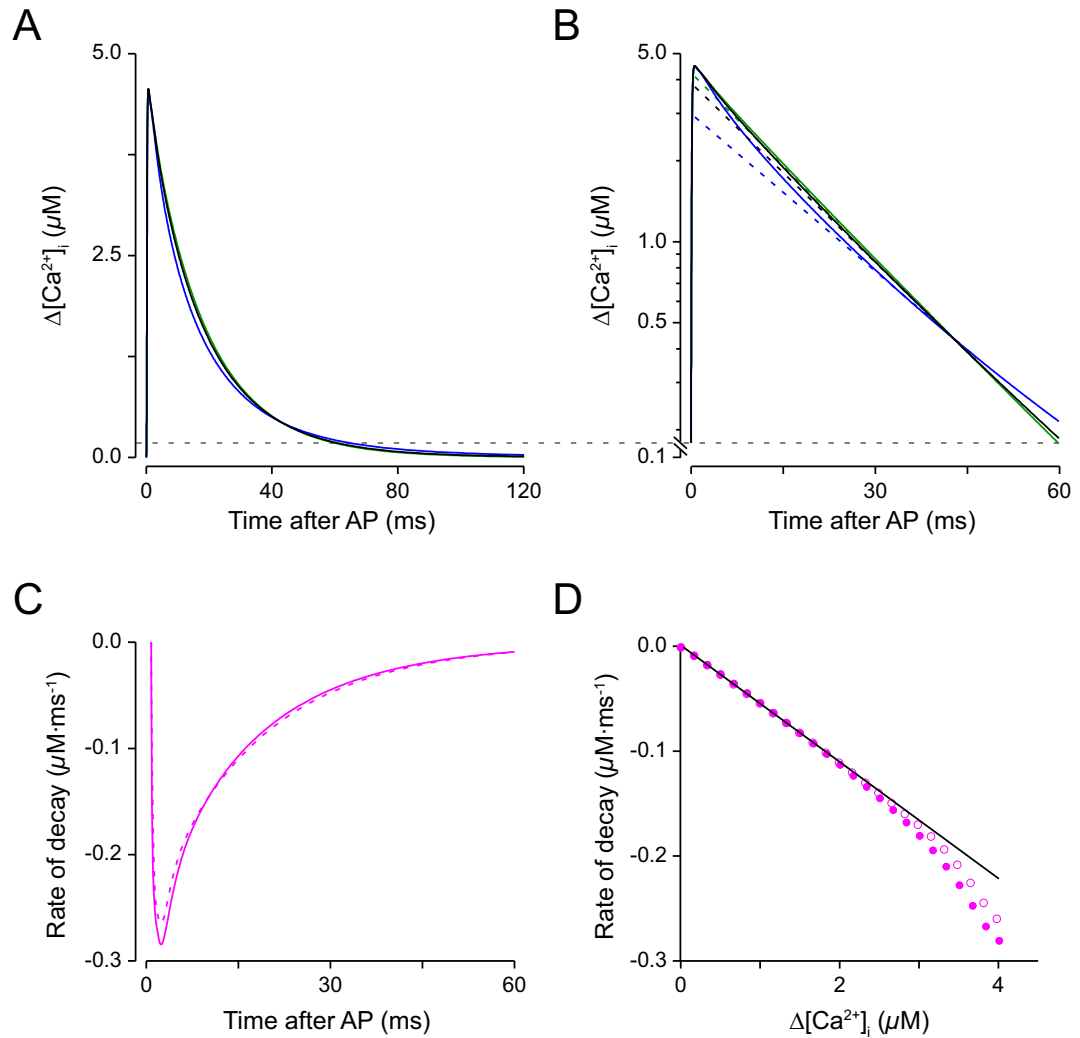 A
5.0
2.5
0.0
Δ[Ca²⁺]ᵢ (µM)
0
40
80
120
Time after AP (ms)
B
5.0
1.0
0.5
0.1
Δ[Ca²⁺]ᵢ (µM)
0
30
60
Time after AP (ms)
C
0.0
-0.1
-0.2
-0.3
Rate of decay (µM·ms⁻¹)
0
30
60
Time after AP (ms)
D
0.0
-0.1
-0.2
-0.3
Rate of decay (µM·ms⁻¹)
0
2
4
Δ[Ca²⁺]ᵢ (µM)